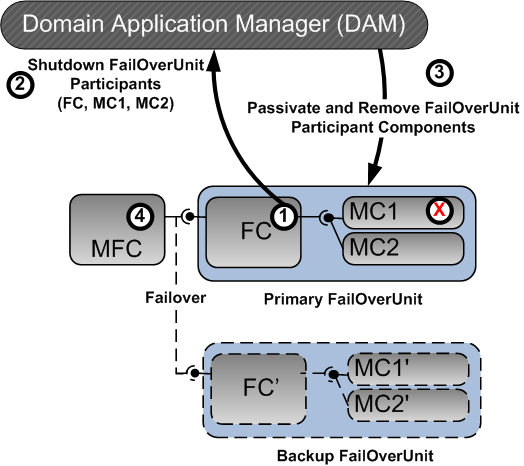 Domain Application Manager (DAM)
2
Shutdown FailOverUnit
Participants
(FC, MC1, MC2)
3
Passivate and Remove FailOverUnit
Participant Components
4
MFC
1
FC
MC1
X
MC2
Failover
Primary FailOverUnit
FC’
MC1'
MC2'
Backup FailOverUnit